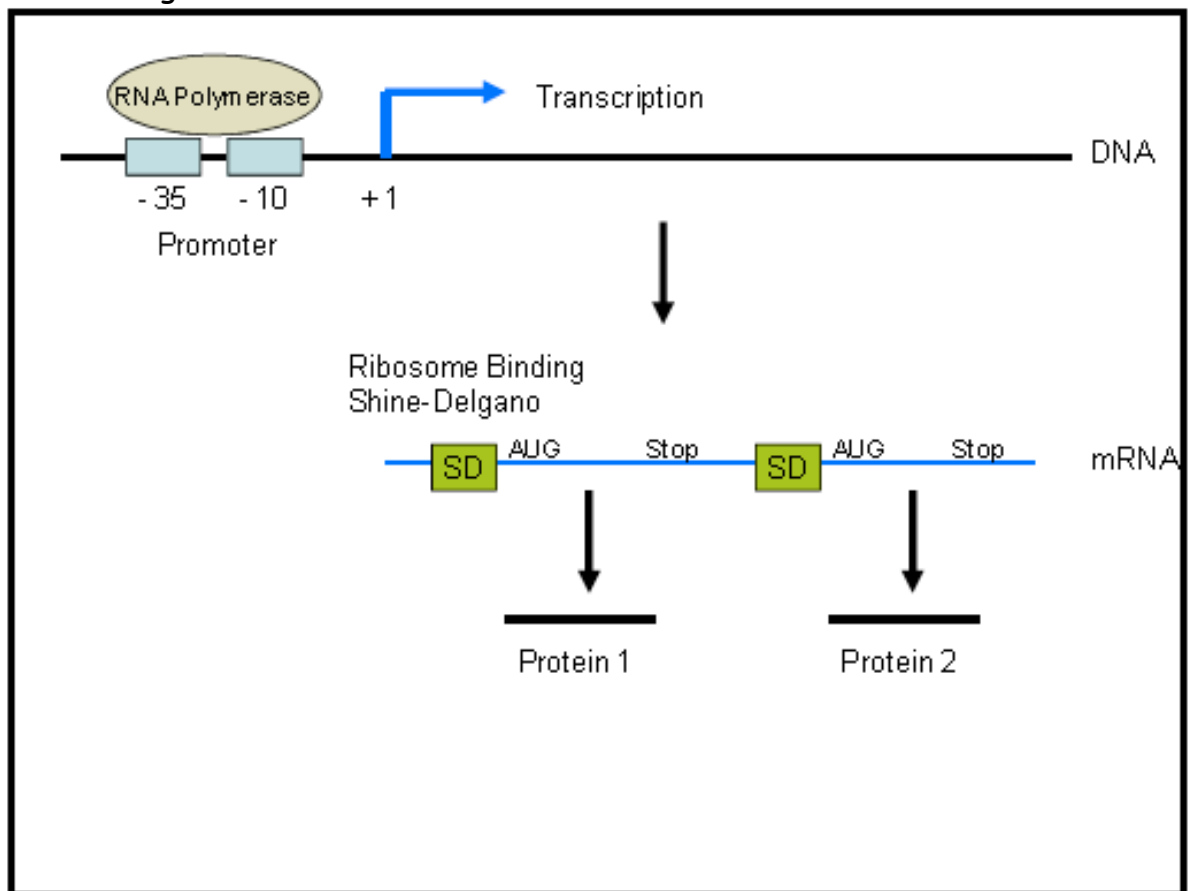 RNA Polymerase
Transcription
DNA
- 35 - 10 + 1
Promoter
Ribosome Binding
Shine-Delgano
SD AUG Stop SD AUG Stop mRNA
Protein 1 Protein 2